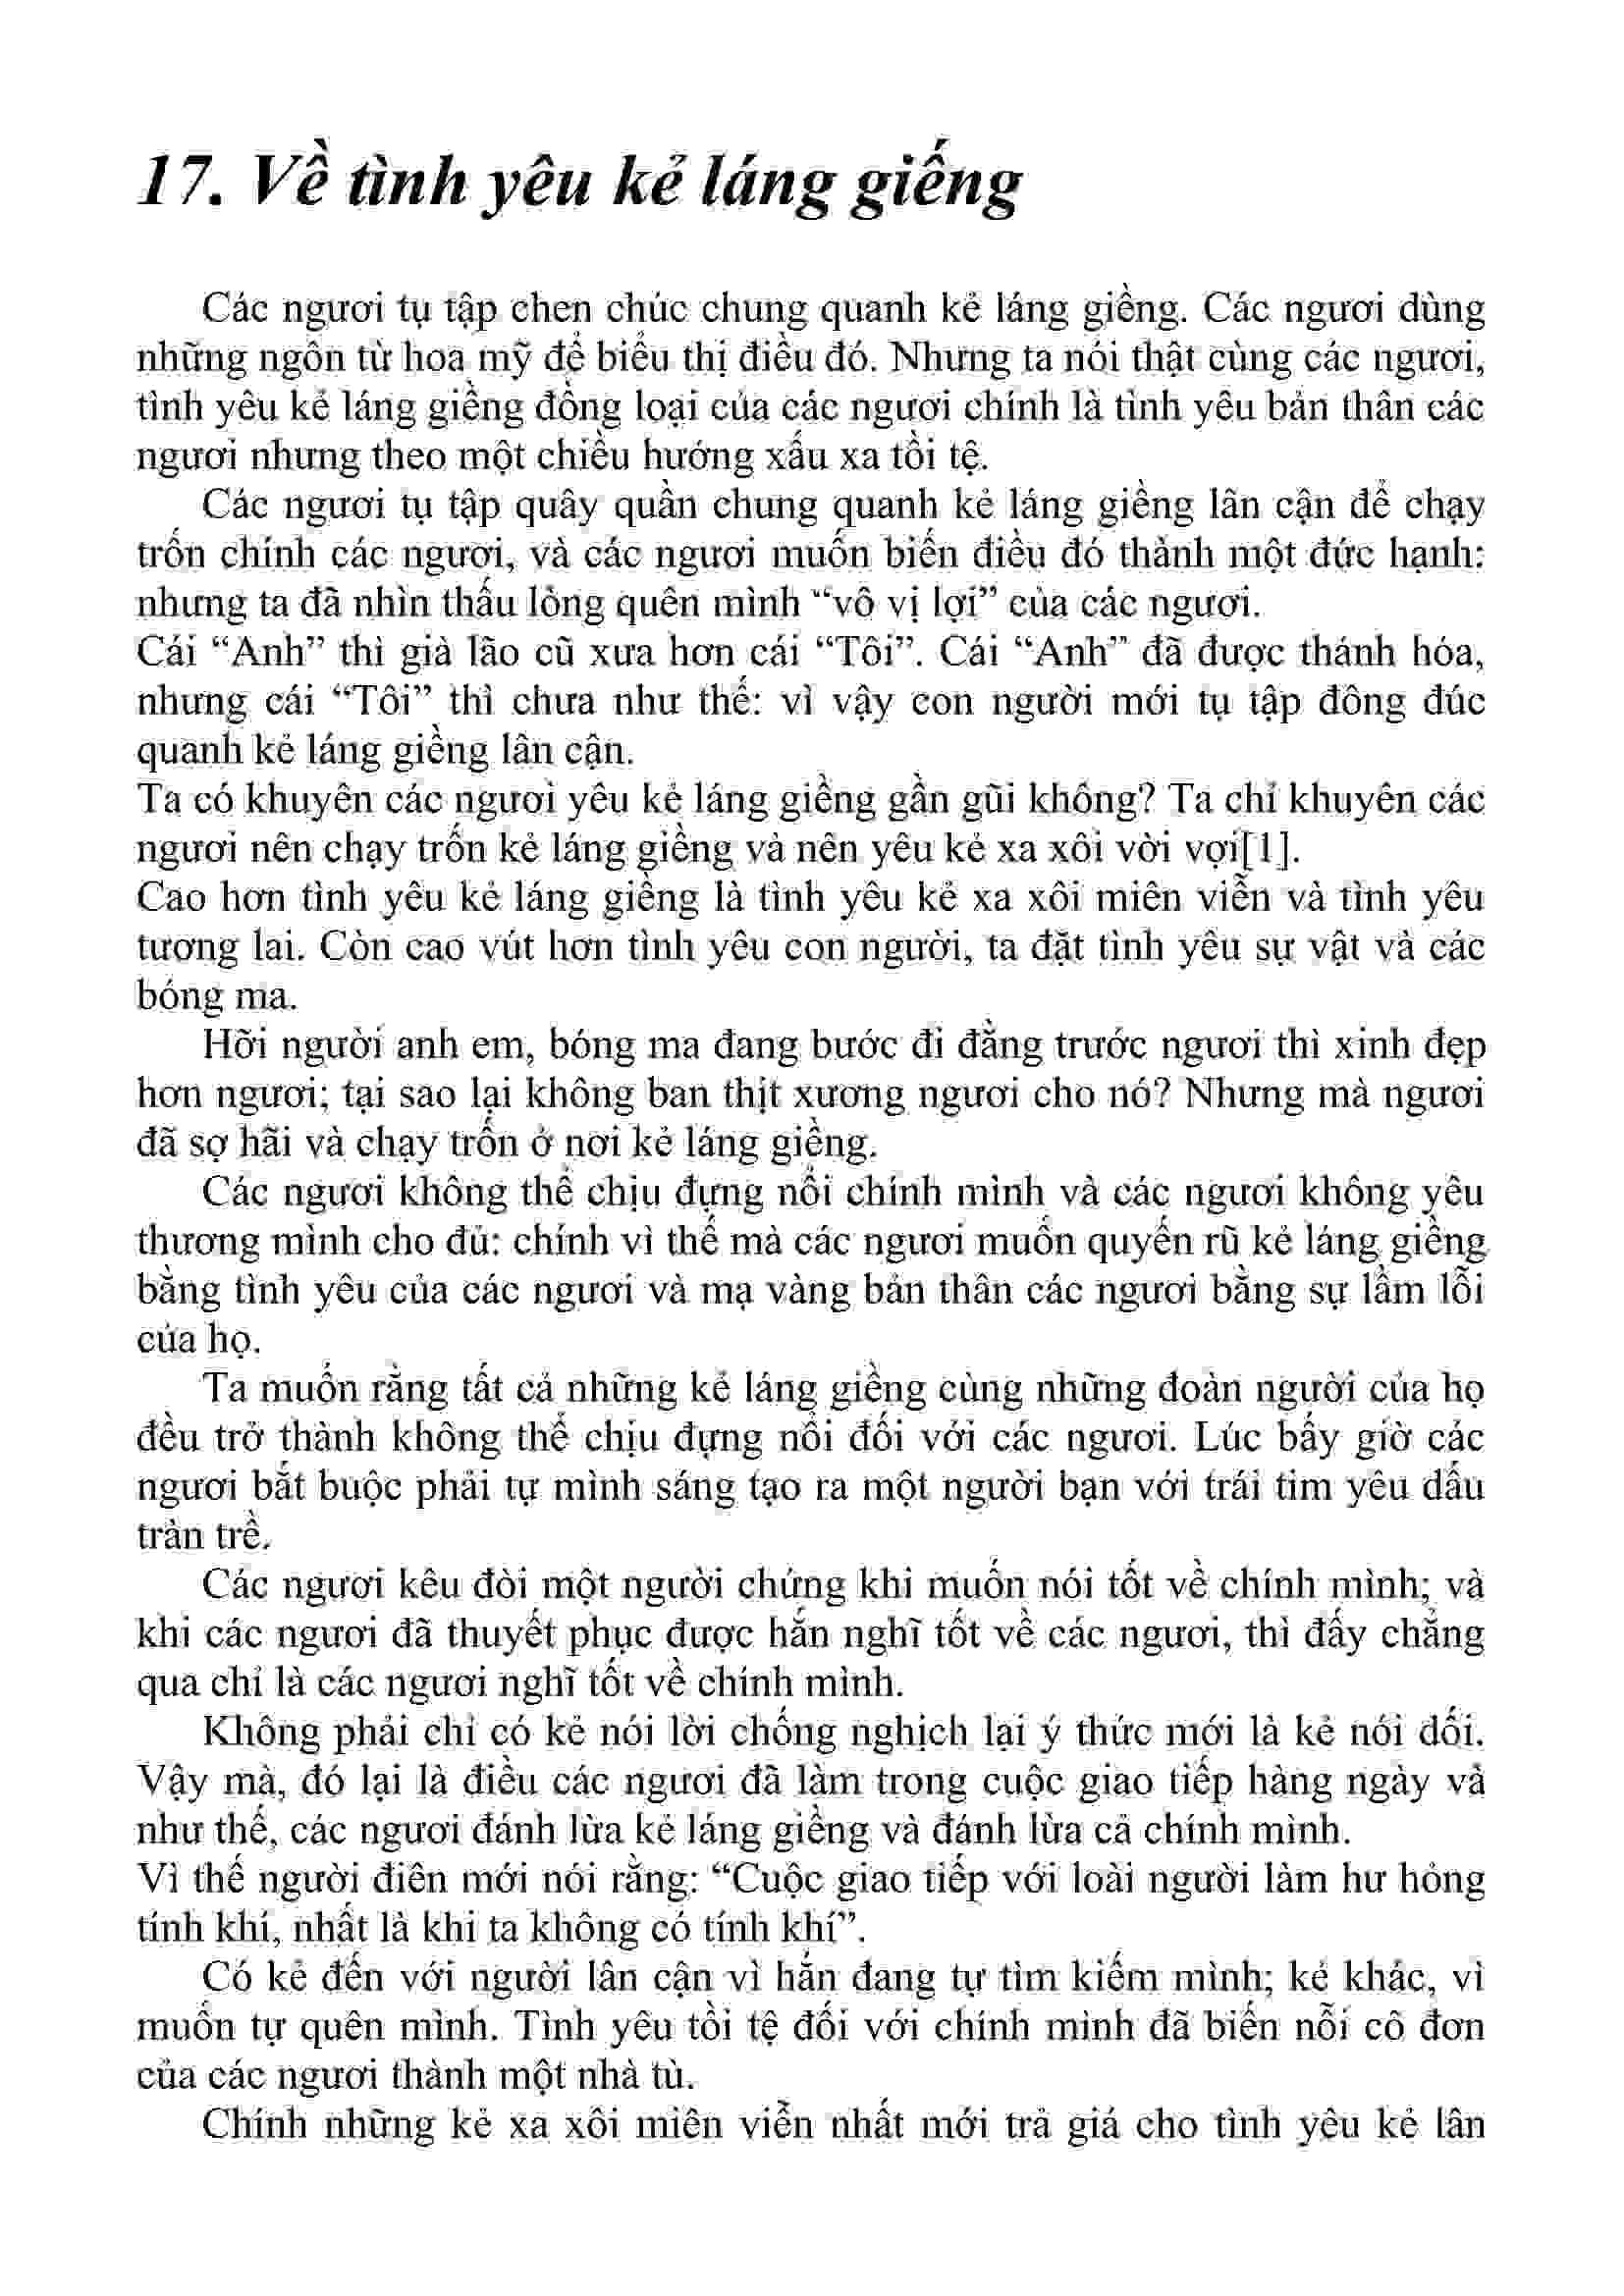 17. Về tình yêu kẻ láng giếng
Các ngươi tụ tập chen chúc chung quanh kẻ láng giềng. Các ngươi dùng
những ngôn từ hoa mỹ để biểu thị điều đó. Nhưng ta nói thật cùng các ngươi,
tình yêu kẻ láng giềng đồng loại của các ngươi chính là tình yêu bản thân các
ngươi nhưng theo một chiều hướng xấu xa tồi tệ.
Các ngươi tụ tập quây quần chung quanh kẻ láng giềng lân cận để chạy
trốn chính các ngươi, và các ngươi muốn biến điều đó thành một đức hạnh:
nhưng ta đã nhìn thấu lòng quên mình “vô vị lợi” của các ngươi.
Cái “Anh” thì già lão cũ xưa hơn cái “Tôi”. Cái “Anh” đã được thánh hóa,
nhưng cái “Tôi” thì chưa như thế: vì vậy con người mới tụ tập đông đúc
quanh kẻ láng giềng lân cận.
Ta có khuyên các ngươi yêu kẻ láng giềng gần gũi không? Ta chỉ khuyên các
ngươi nên chạy trốn kẻ láng giềng và nên yêu kẻ xa xôi vời vợi[1].
Cao hơn tình yêu kẻ láng giềng là tình yêu kẻ xa xôi miên viễn và tình yêu
tương lai. Còn cao vút hơn tình yêu con người, ta đặt tình yêu sự vật và các
bóng ma.
Hỡi người anh em, bóng ma đang bước đi đằng trước ngươi thì xinh đẹp
hơn ngươi; tại sao lại không ban thịt xương ngươi cho nó? Nhưng mà ngươi
đã sợ hãi và chạy trốn ở nơi kẻ láng giềng.
Các ngươi không thể chịu đựng nổi chính mình và các ngươi không yêu
thương mình cho đủ: chính vì thế mà các ngươi muốn quyến rũ kẻ láng giềng
bằng tình yêu của các ngươi và mạ vàng bản thân các ngươi bằng sự lầm lỗi
của họ.
Ta muốn rằng tất cả những kẻ láng giềng cùng những đoàn người của họ
đều trở thành không thể chịu đựng nổi đối với các ngươi. Lúc bấy giờ các
ngươi bắt buộc phải tự mình sáng tạo ra một người bạn với trái tim yêu dấu
tràn trề.
Các ngươi kêu đòi một người chứng khi muốn nói tốt về chính mình; và
khi các ngươi đã thuyết phục được hắn nghĩ tốt về các ngươi, thì đấy chẳng
qua chỉ là các ngươi nghĩ tốt về chính mình.
Không phải chỉ có kẻ nói lời chống nghịch lại ý thức mới là kẻ nói dối.
Vậy mà, đó lại là điều các ngươi đã làm trong cuộc giao tiếp hàng ngày và
như thế, các ngươi đánh lừa kẻ láng giềng và đánh lừa cả chính mình.
Vì thế người điên mới nói rằng: “Cuộc giao tiếp với loài người làm hư hỏng
tính khí, nhất là khi ta không có tính khí”.
Có kẻ đến với người lân cận vì hắn đang tự tìm kiếm mình; kẻ khác, vì
muốn tự quên mình. Tình yêu tồi tệ đối với chính mình đã biến nỗi cô đơn
của các ngươi thành một nhà tù.
Chính những kẻ xa xôi miên viễn nhất mới trả giá cho tình yêu kẻ lân